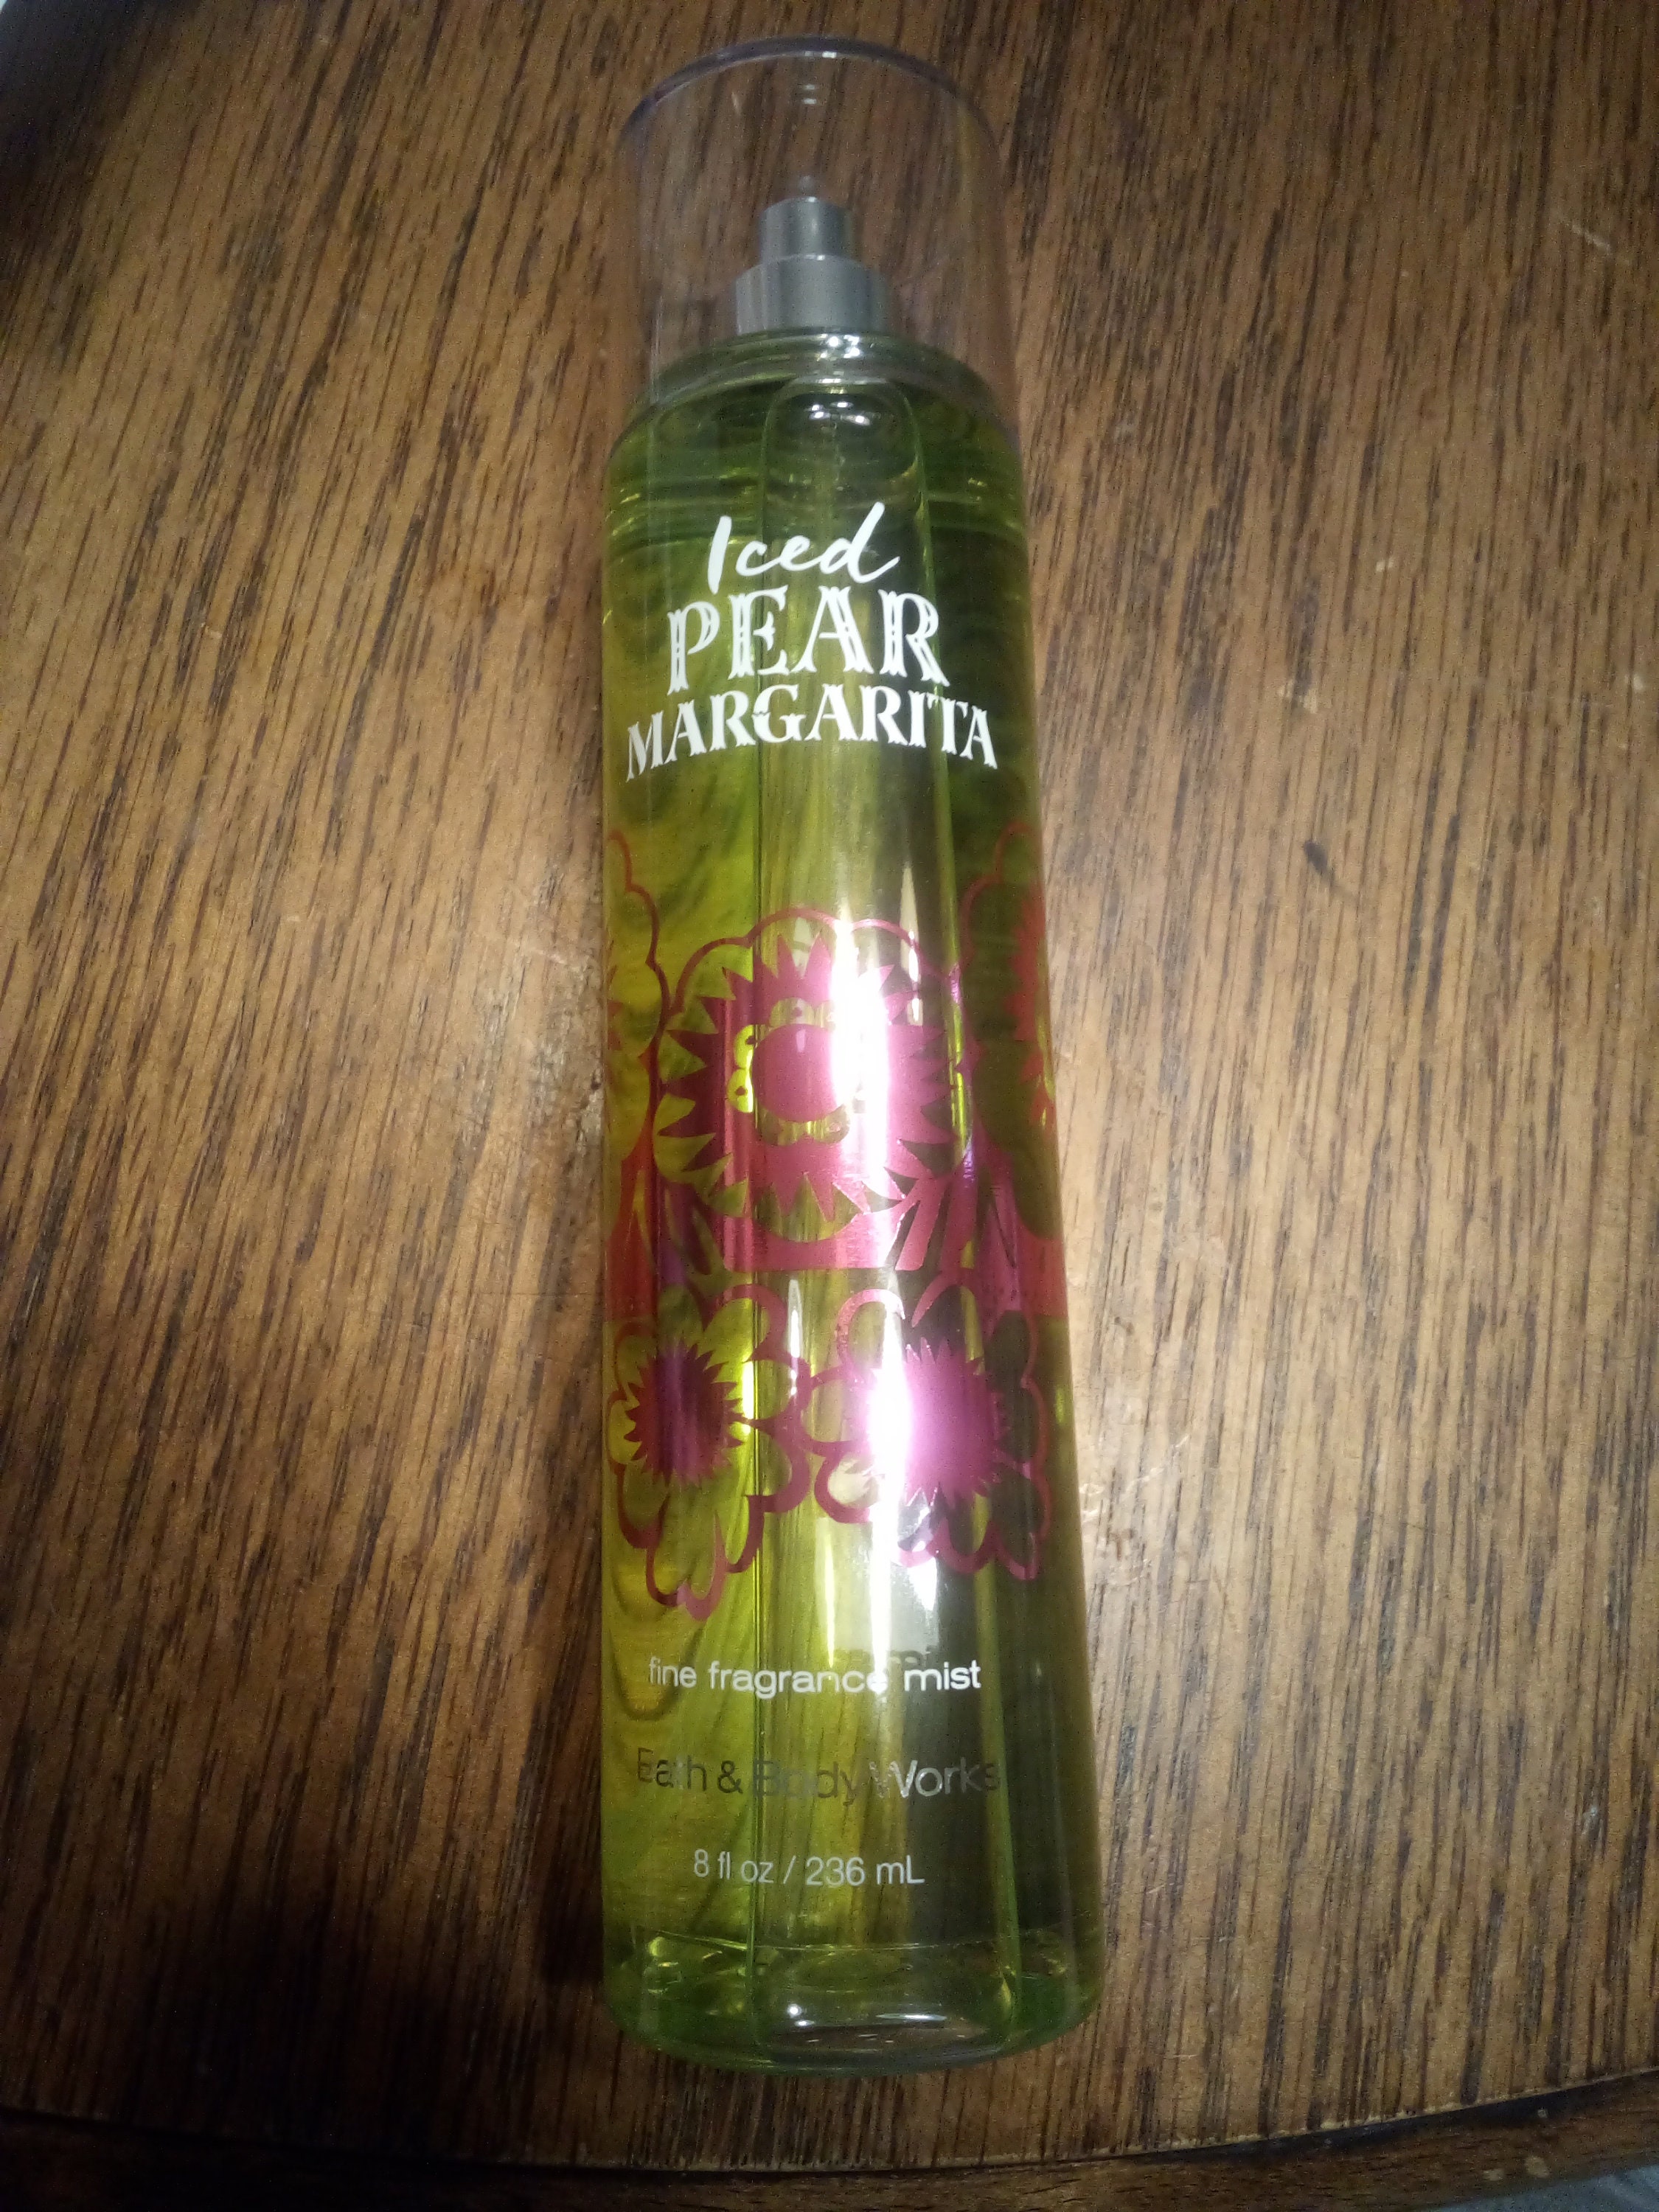 Iced
PEAR
MARGARITA
fine fragrance mist
Bath & Body Works
8 fl oz / 236 mL